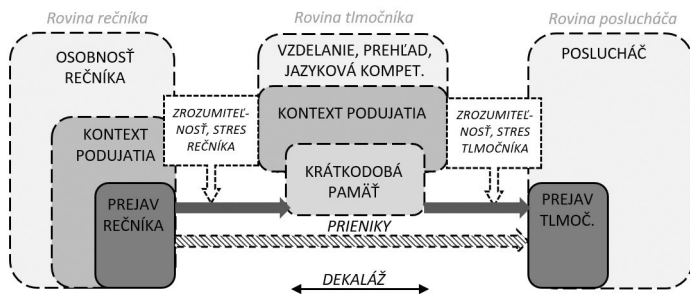 Rovina rečníka
Rovina tlmočníka
Rovina poslucháča
OSOBNOSŤ
REČNÍKA
VZDELANIE, PREHĽAD,
JAZYKOVÁ KOMPET.
POSLUCHÁČ
ZROZUMITEĽ-
NOSŤ, STRES
REČNÍKA
KONTEXT PODUJATIA
ZROZUMITEĽ-
NOSŤ, STRES
TLMOČNÍKA
KONTEXT
PODUJATIA
KRÁTKODOBÁ
PAMÄŤ
PREJAV
REČNÍKA
PREJAV
TLMOČ.
PRIENIKY
DEKALÁŽ